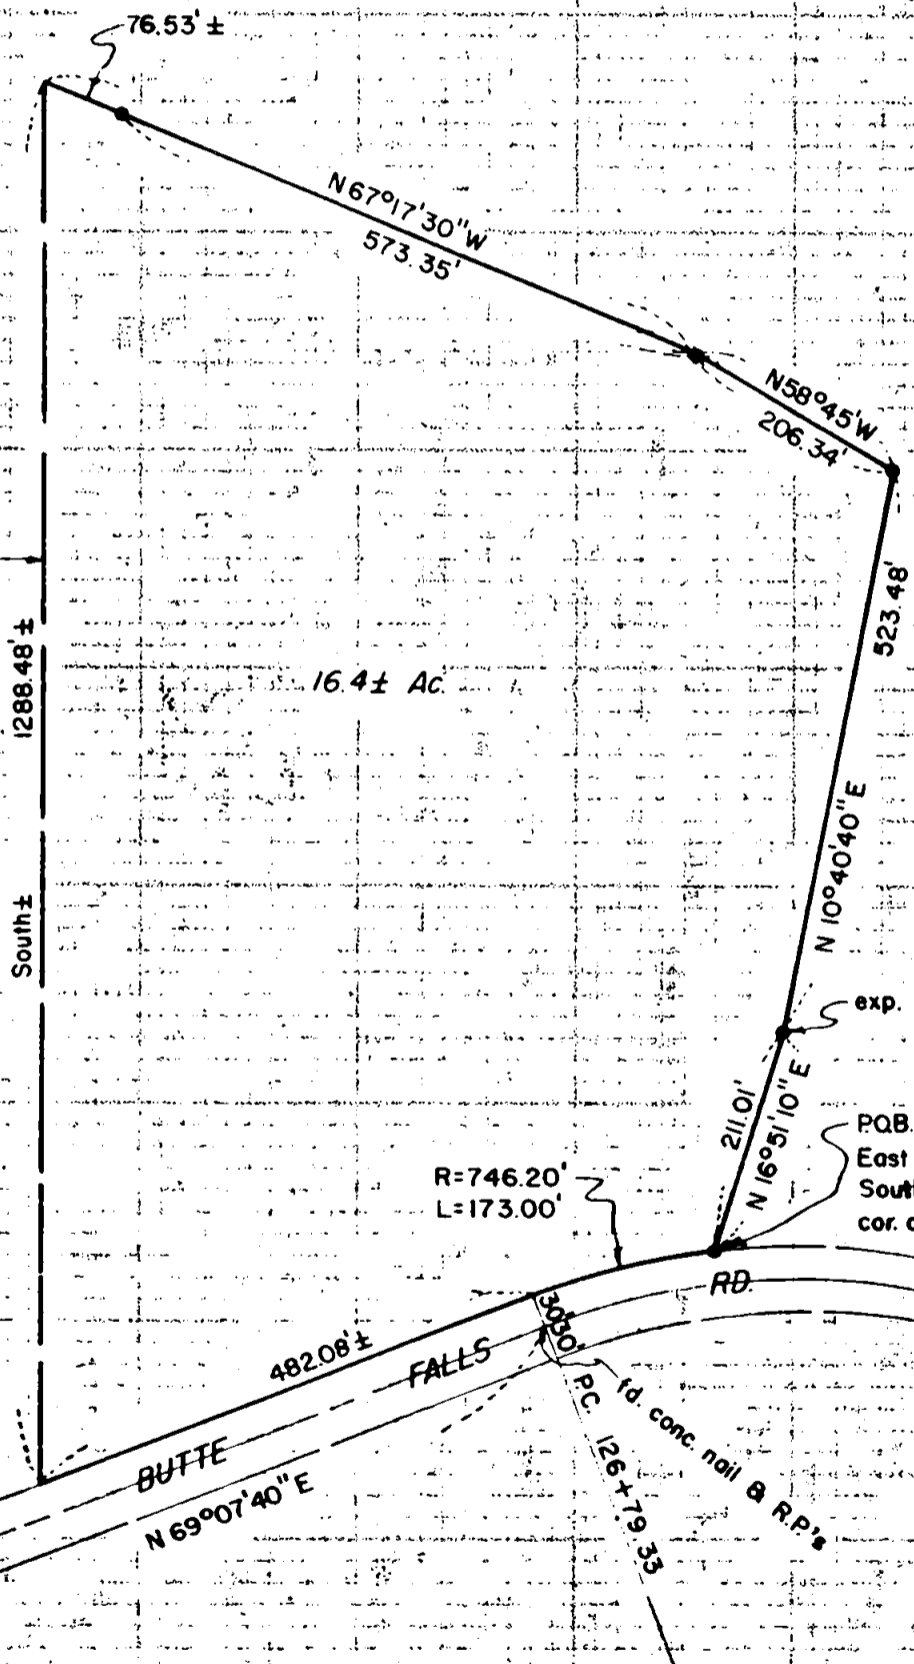 76.53' ±
N 67°17'30" W
573.35'
N58°45'W
206.34'
523.48'
1288.48' ±
16.4± Ac.
N 10°40'40" E
South±
exp.
211.01'
N 16°51'10" E
P.O.B.
East
cor.
R=746.20'
L=173.00'
RD.
30'30'
482.08'±
FALLS
BUTTE
N 69°07'40" E
P.C. 126+79.33
fd. conc. nail & R.P's